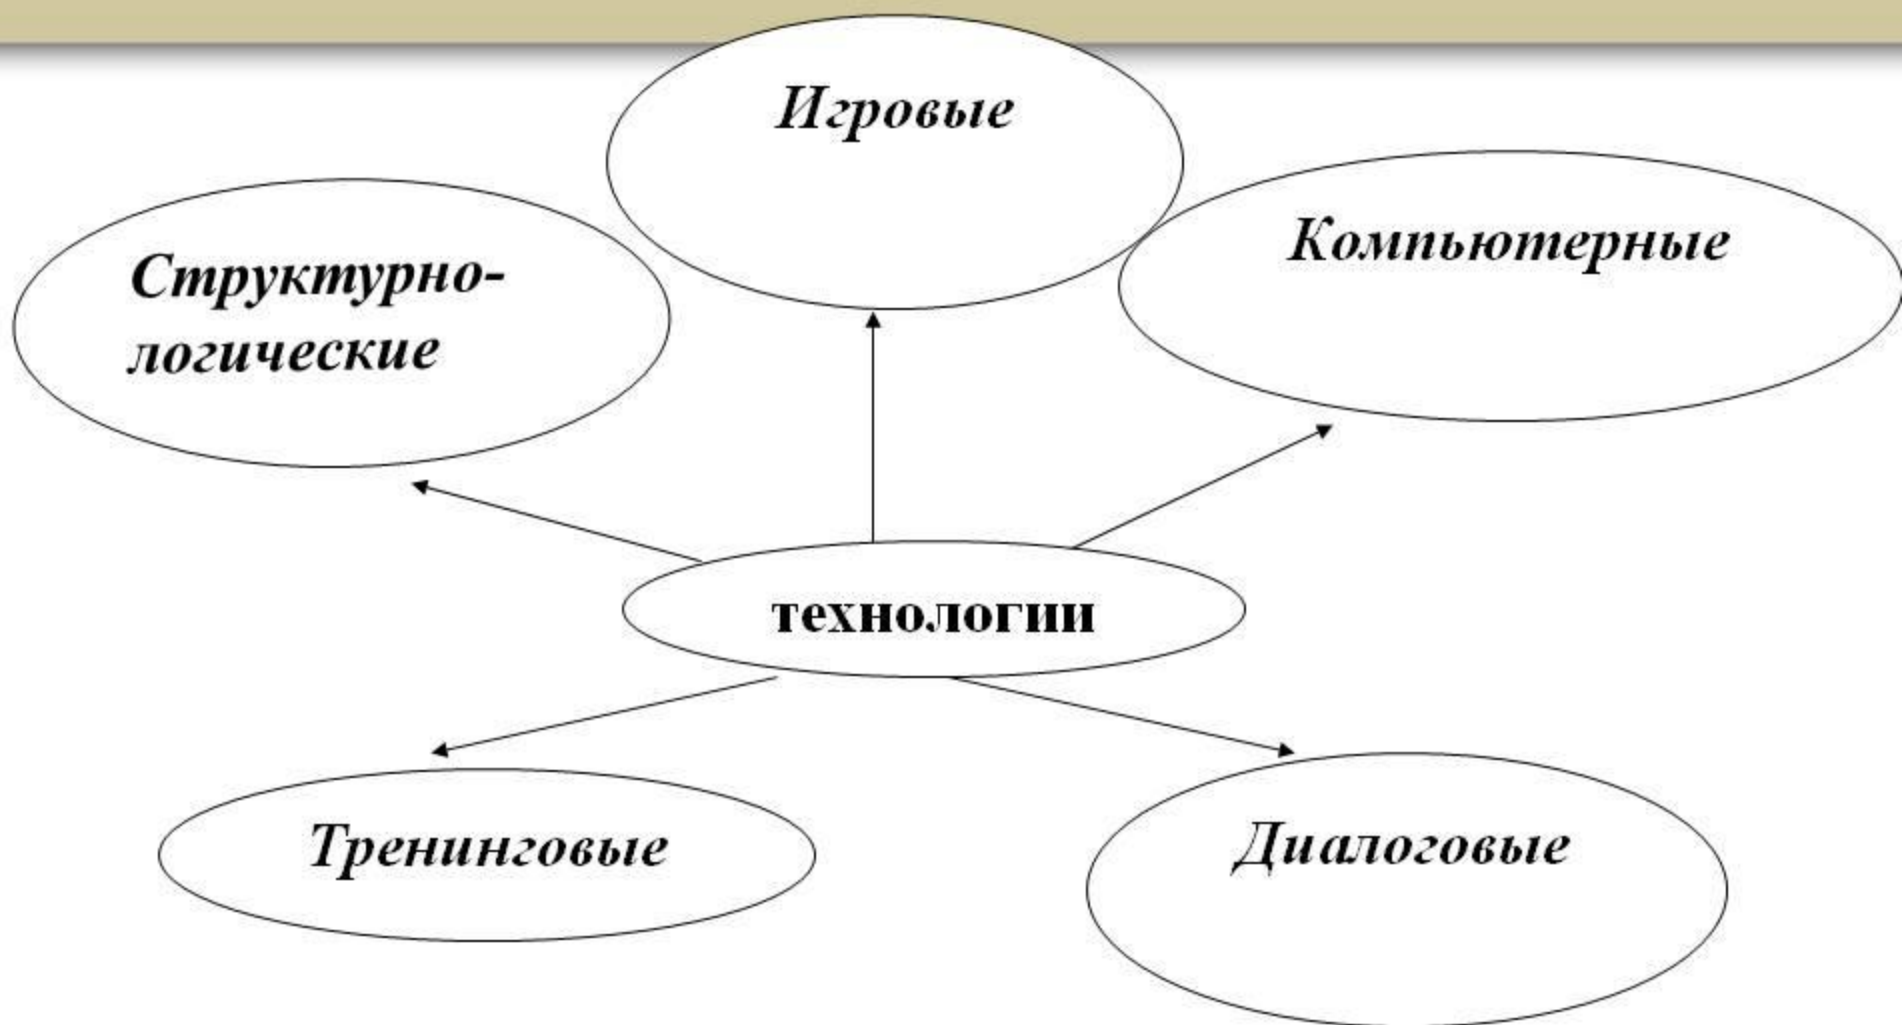 Игровые
Компьютерные
Структурно-
логические
технологии
Тренинговые
Диалоговые